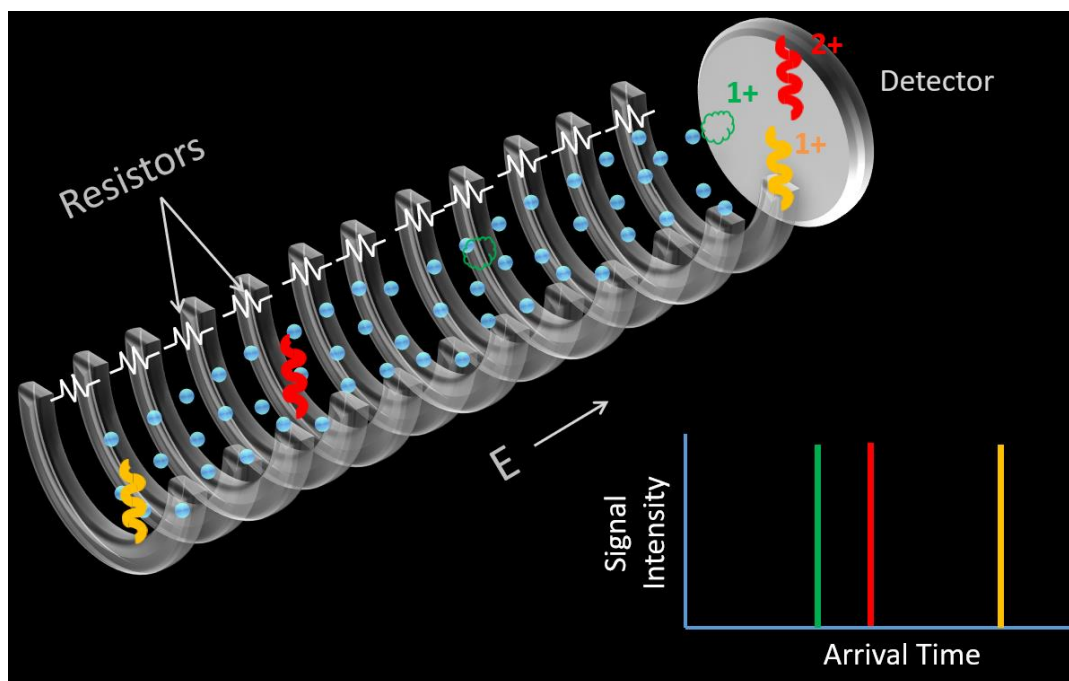 2+
1+
Detector
1+
Resistors
E
Signal
Intensity
Arrival Time